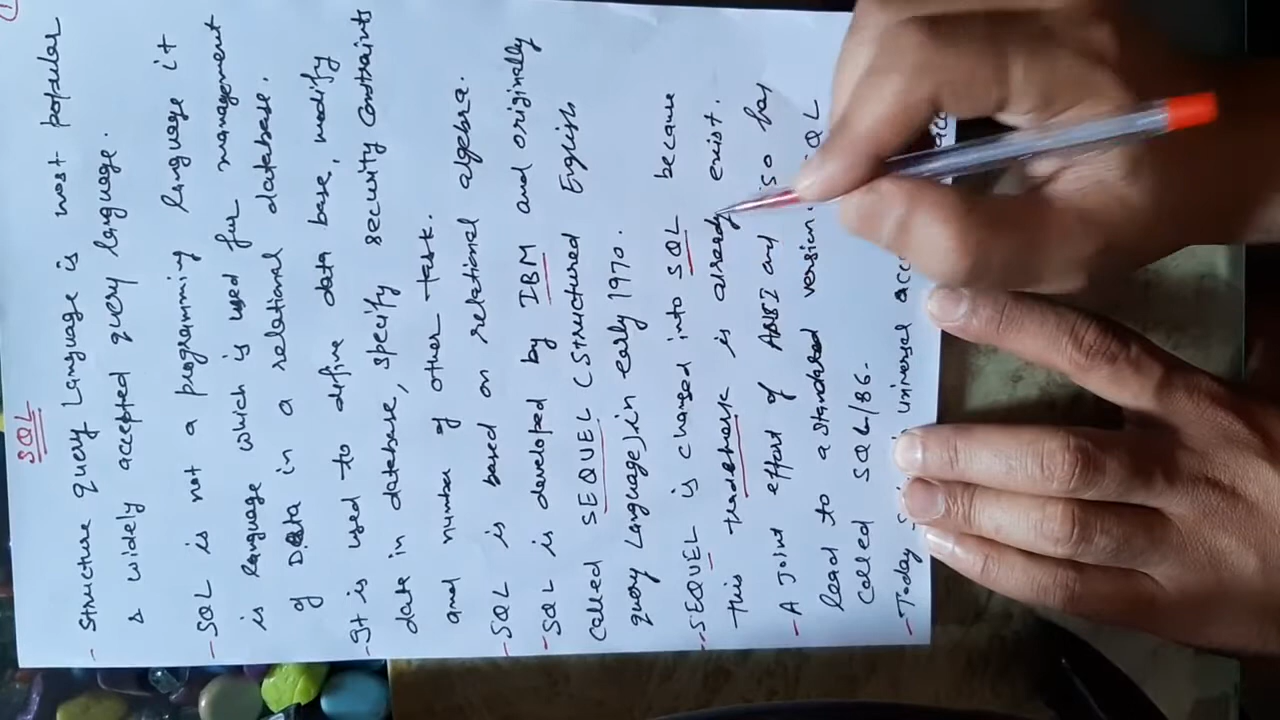 SQL
- Structure query Language is most popular
& widely accepted query language.
- SQL is not a programming language it
is language which is used for management
of Data in a relational database.
- It is used to define data base, modify
data in database, specify security constraints
and number of other task.
- SQL is based on relational algebra.
- SQL is developed by IBM and originally
called SEQUEL (Structured English
query Language) in early 1970.
- SEQUEL is changed into SQL because
this trademark is already exist.
- A Joint effort of ANSI and ISO has
lead to a standard version
called SQL/86.
- Today universal